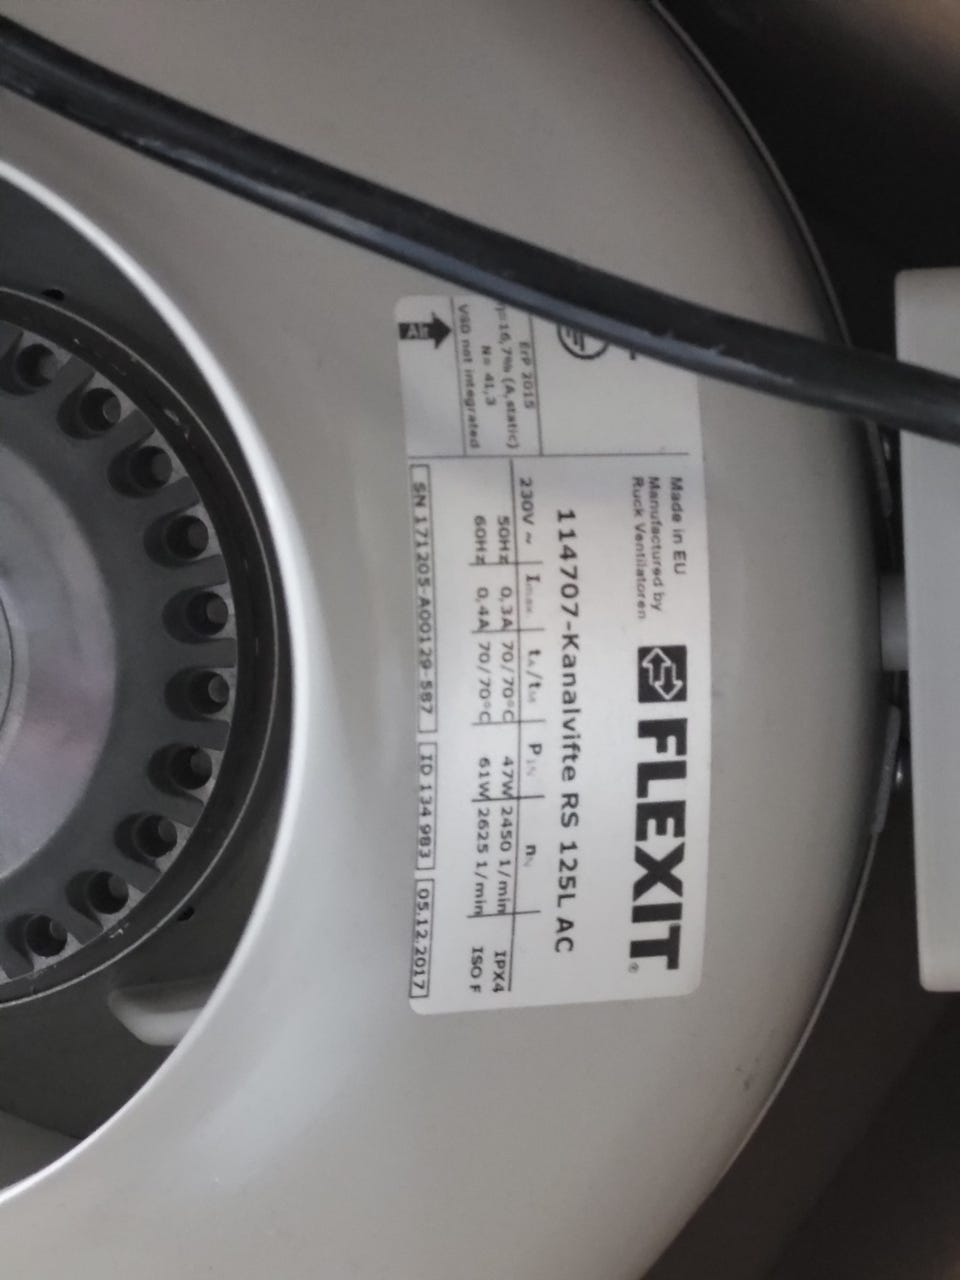 Made in EU
Manufactured by
Ruck Ventilatoren
FLEXIT®
114707-Kanalvifte RS 125L AC
230V ~ Imax tA/tM PIN nN
50Hz 0,3A 70/70°C 47W 2450 1/min IPX4
60Hz 0,4A 70/70°C 61W 2625 1/min ISO F
SN 171205-A00129-587 ID 134 983 05.12.2017
ErP 2015
η=16,7% (A,static)
N= 41,3
VSD not integrated
Air